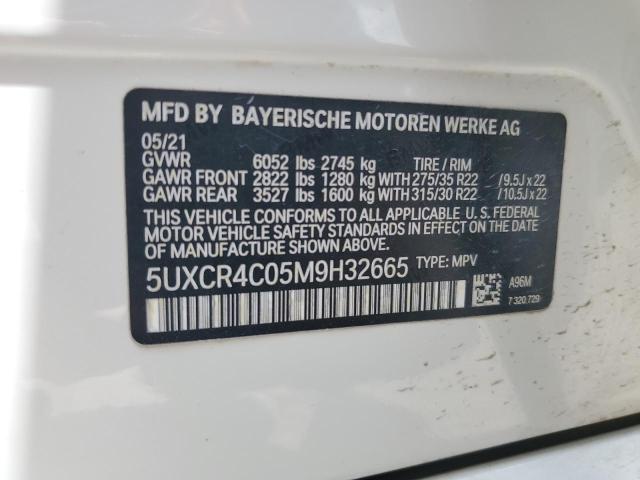 MFD BY BAYERISCHE MOTOREN WERKE AG
05/21
GVWR 6052 lbs 2745 kg TIRE / RIM
GAWR FRONT 2822 lbs 1280 kg WITH 275/35 R22 /9.5J x 22
GAWR REAR 3527 lbs 1600 kg WITH 315/30 R22 /10.5J x 22
THIS VEHICLE CONFORMS TO ALL APPLICABLE U. S. FEDERAL
MOTOR VEHICLE SAFETY STANDARDS IN EFFECT ON THE DATE
OF MANUFACTURE SHOWN ABOVE.
5UXCR4C05M9H32665 TYPE: MPV
A96M
7 320 729